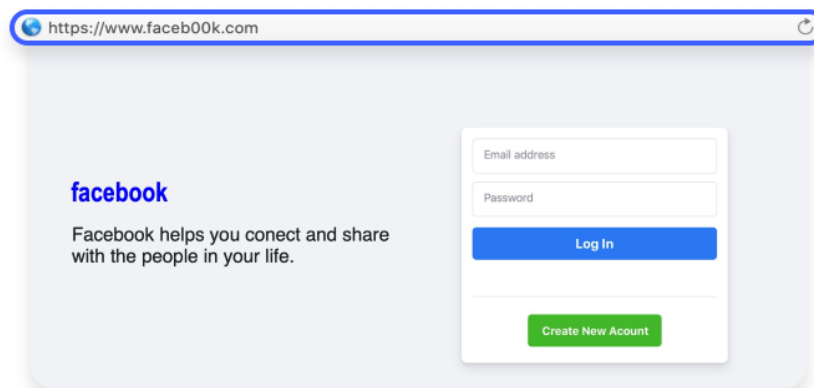 https://www.faceb00k.com
facebook
Facebook helps you conect and share
with the people in your life.
Email address
Password
Log In
Create New Acount